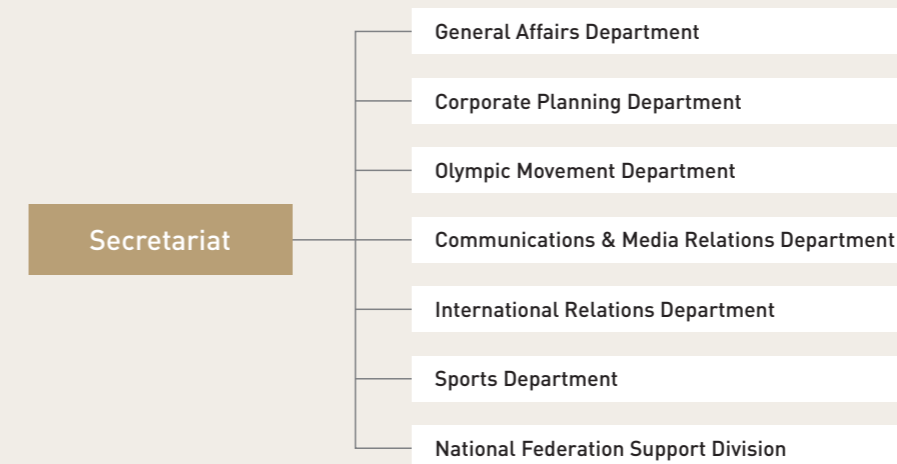 General Affairs Department
Corporate Planning Department
Olympic Movement Department
Secretariat
Communications & Media Relations Department
International Relations Department
Sports Department
National Federation Support Division